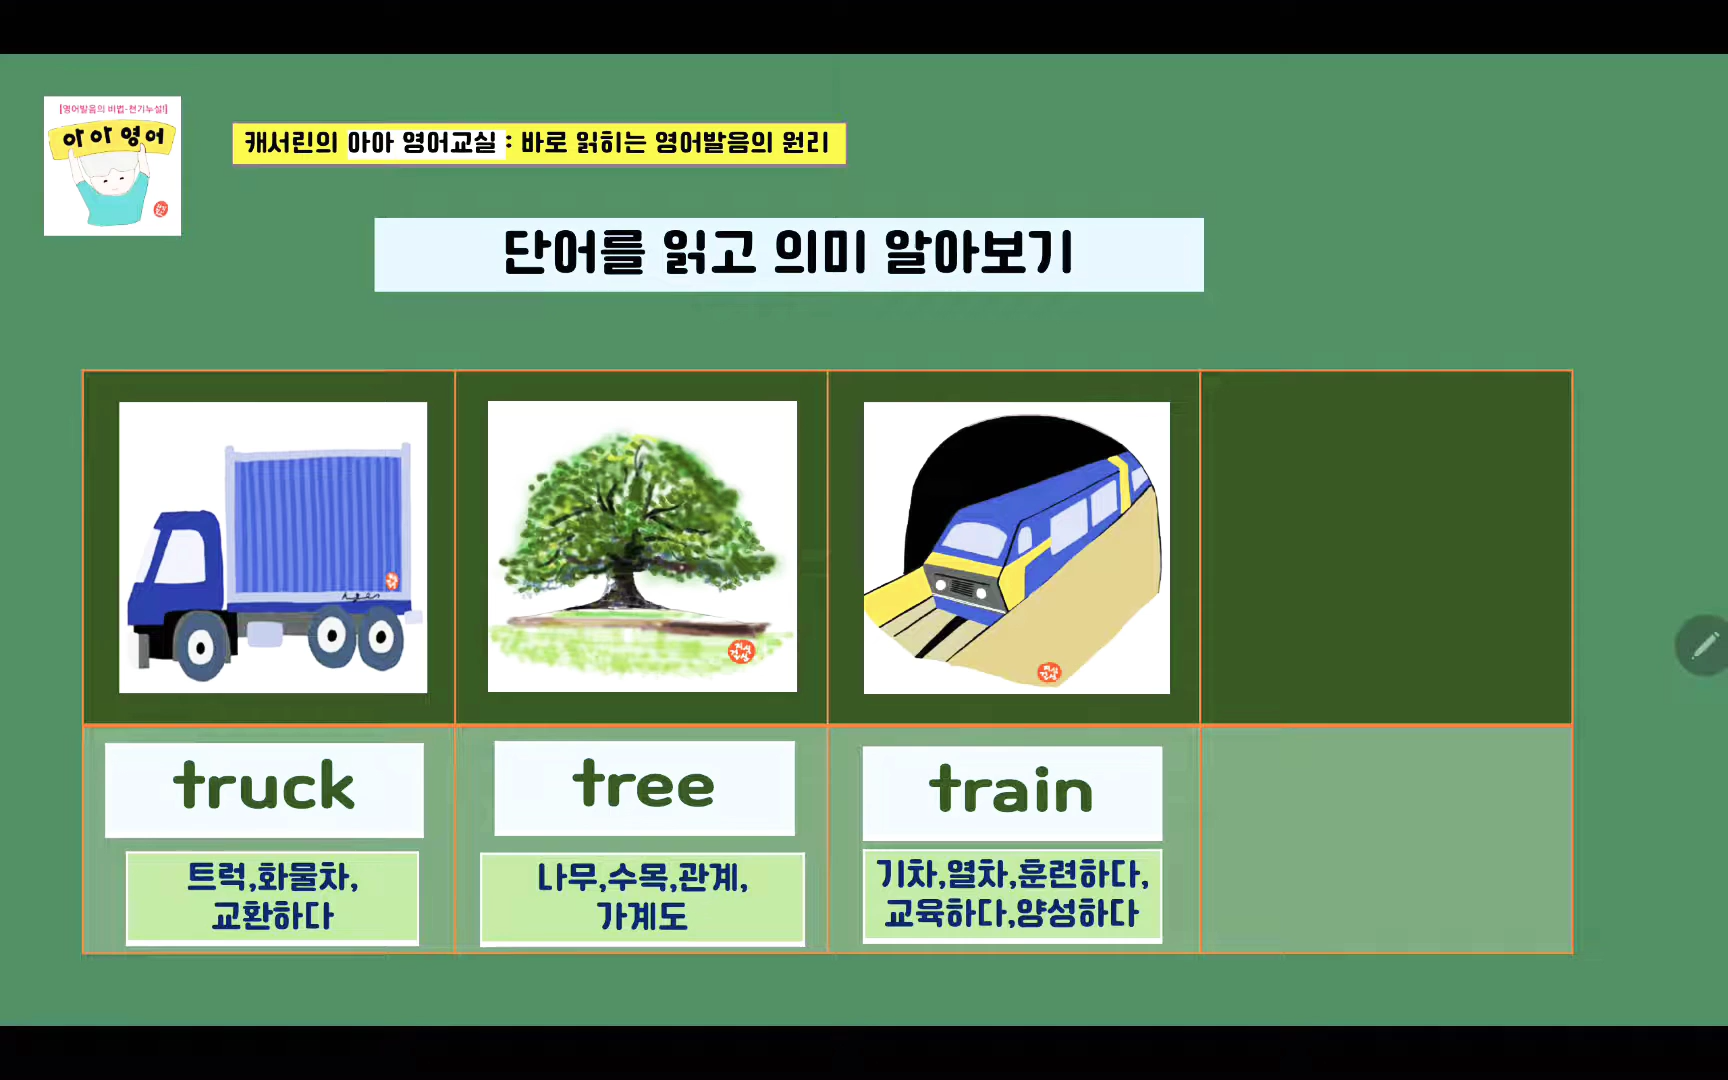 [영어발음의 비법-천기누설!]
아아 영어
캐서린의 아아 영어교실 : 바로 읽히는 영어발음의 원리
단어를 읽고 의미 알아보기
truck
tree
train
트럭,화물차,
교환하다
나무,수목,관계,
가계도
기차,열차,훈련하다,
교육하다,양성하다